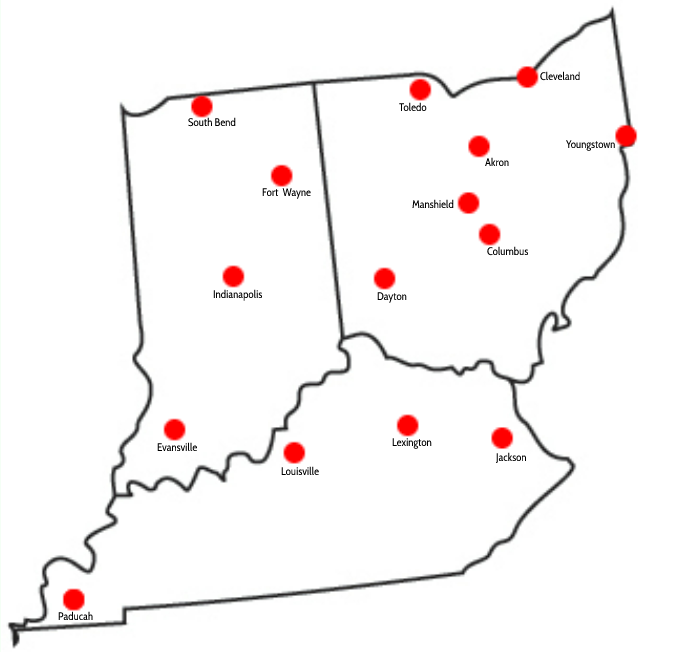 Cleveland
Toledo
South Bend
Youngstown
Akron
Fort Wayne
Manshield
Columbus
Indianapolis
Dayton
Lexington
Evansville
Jackson
Louisville
Paducah